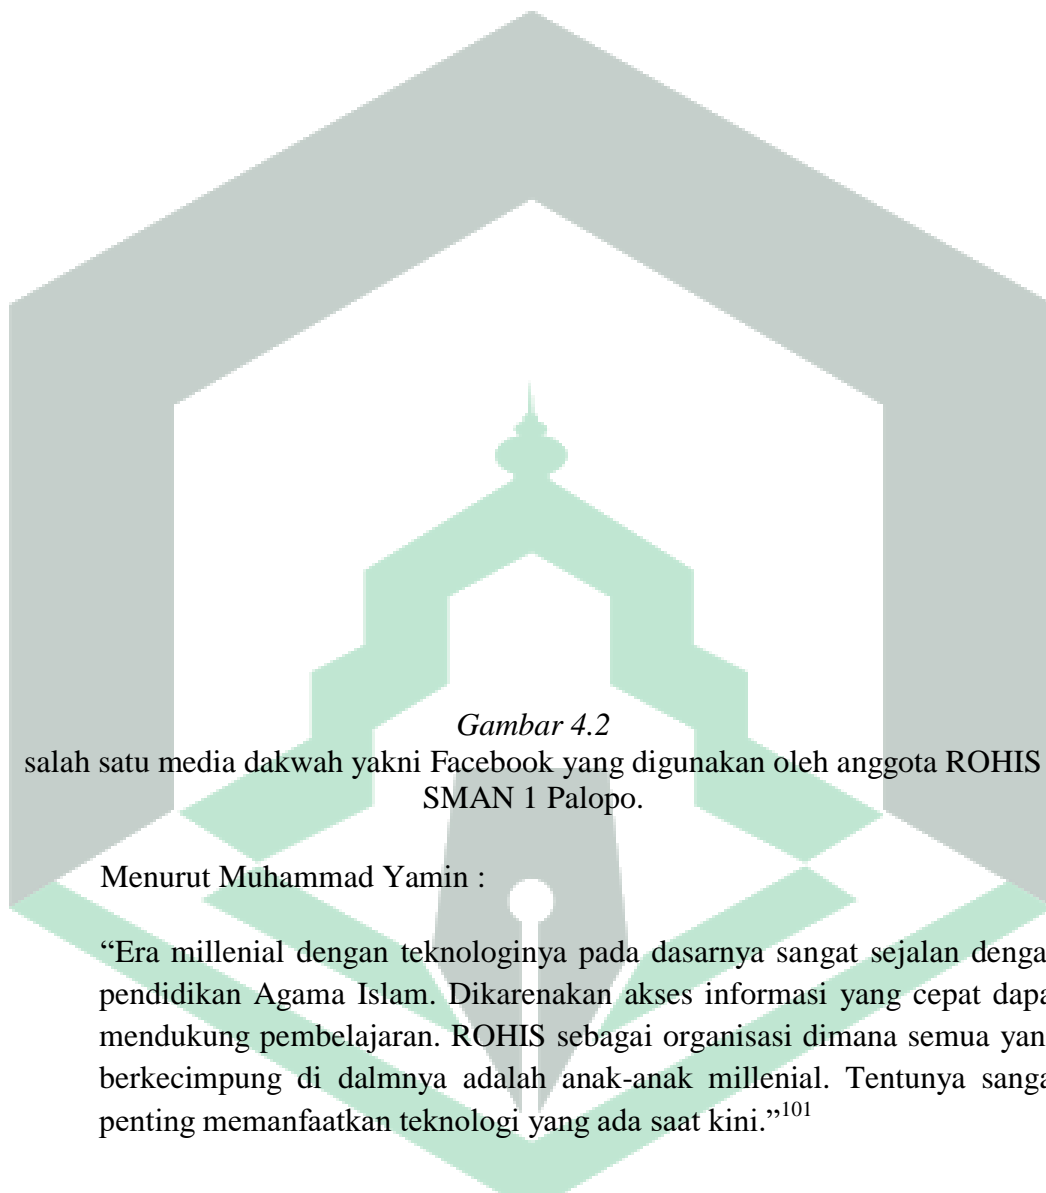 Gambar 4.2
salah satu media dakwah yakni Facebook yang digunakan oleh anggota ROHIS
SMAN 1 Palopo.
Menurut Muhammad Yamin :
“Era millenial dengan teknologinya pada dasarnya sangat sejalan denga
pendidikan Agama Islam. Dikarenakan akses informasi yang cepat dapa
mendukung pembelajaran. ROHIS sebagai organisasi dimana semua yan
berkecimpung di dalmnya adalah anak-anak millenial. Tentunya sanga
penting memanfaatkan teknologi yang ada saat kini.”101